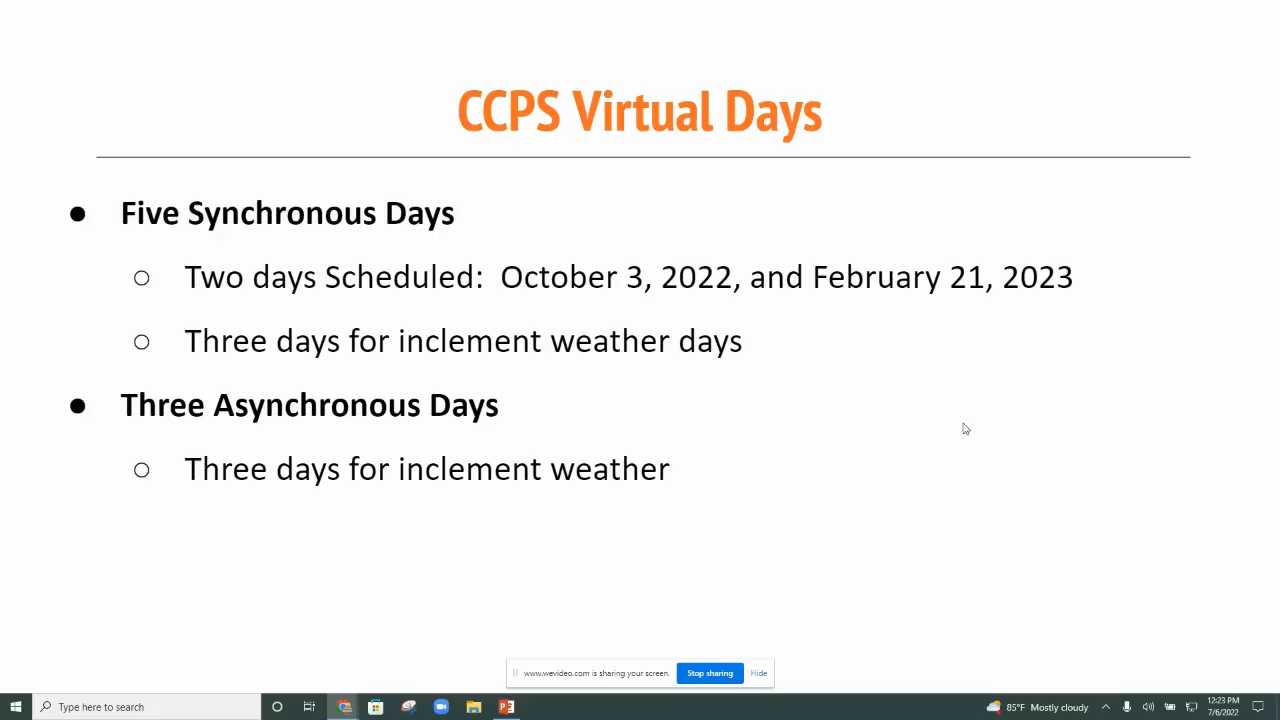 CCPS Virtual Days
● Five Synchronous Days
○ Two days Scheduled: October 3, 2022, and February 21, 2023
○ Three days for inclement weather days
● Three Asynchronous Days
○ Three days for inclement weather
www.wevideo.com is sharing your screen. Stop sharing Hide
Type here to search
85°F Mostly cloudy
12:23 PM
7/6/2022